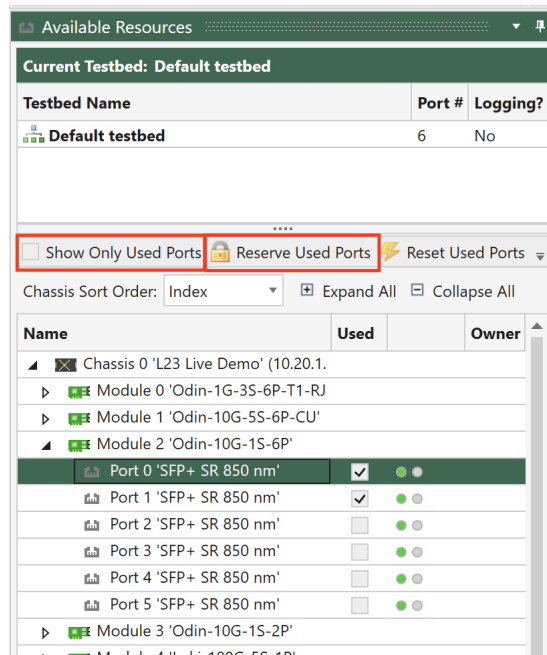 Available Resources
Current Testbed: Default testbed
Testbed Name Port # Logging?
Default testbed 6 No
Show Only Used Ports Reserve Used Ports Reset Used Ports
Chassis Sort Order: Index Expand All Collapse All
Name Used Owner
Chassis 0 'L23 Live Demo' (10.20.1.
Module 0 'Odin-1G-3S-6P-T1-RJ
Module 1 'Odin-10G-5S-6P-CU'
Module 2 'Odin-10G-1S-6P'
Port 0 'SFP+ SR 850 nm'
Port 1 'SFP+ SR 850 nm'
Port 2 'SFP+ SR 850 nm'
Port 3 'SFP+ SR 850 nm'
Port 4 'SFP+ SR 850 nm'
Port 5 'SFP+ SR 850 nm'
Module 3 'Odin-10G-1S-2P'